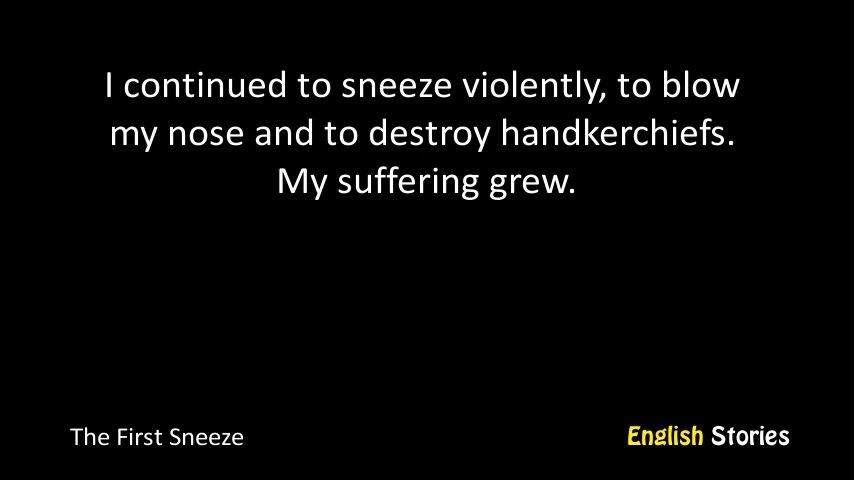 I continued to sneeze violently, to blow
my nose and to destroy handkerchiefs.
My suffering grew.
The First Sneeze
English Stories